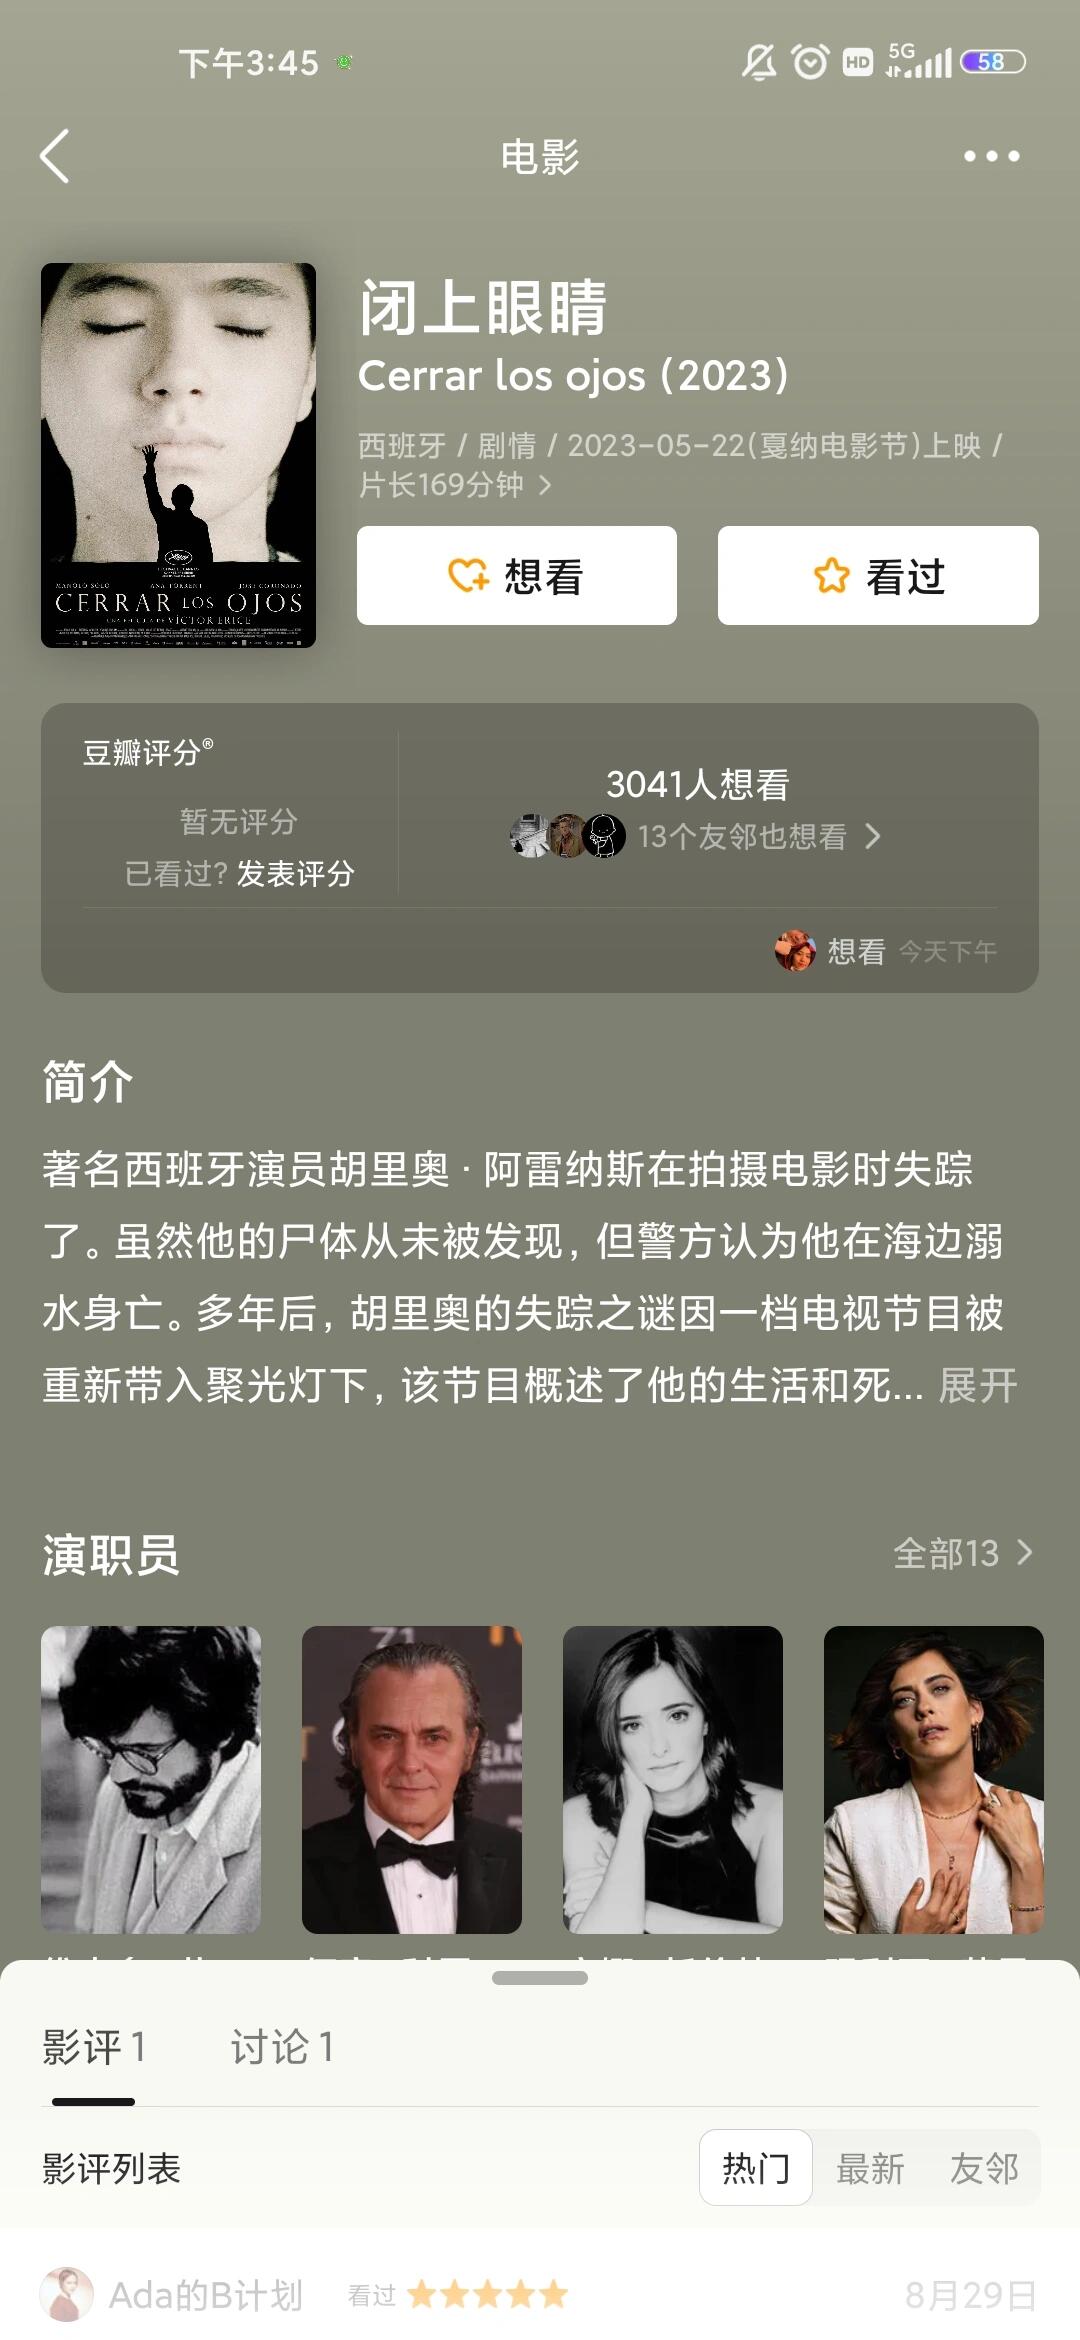 下午3:45
HD 5G 58
电影
闭上眼睛
Cerrar los ojos (2023)
西班牙 / 剧情 / 2023-05-22(戛纳电影节)上映 /
片长169分钟
想看
看过
MANOLO SOLO ANA TORRENT JOSE CORONADO
CERRAR LOS OJOS
UNA PELÍCULA DE VÍCTOR ERICE
豆瓣评分®
暂无评分
已看过? 发表评分
3041人想看
13个友邻也想看
想看 今天下午
简介
著名西班牙演员胡里奥 · 阿雷纳斯在拍摄电影时失踪
了。虽然他的尸体从未被发现, 但警方认为他在海边溺
水身亡。多年后, 胡里奥的失踪之谜因一档电视节目被
重新带入聚光灯下, 该节目概述了他的生活和死... 展开
演职员
全部13
影评 1
讨论 1
影评列表
热门
最新
友邻
Ada的B计划 看过 8月29日